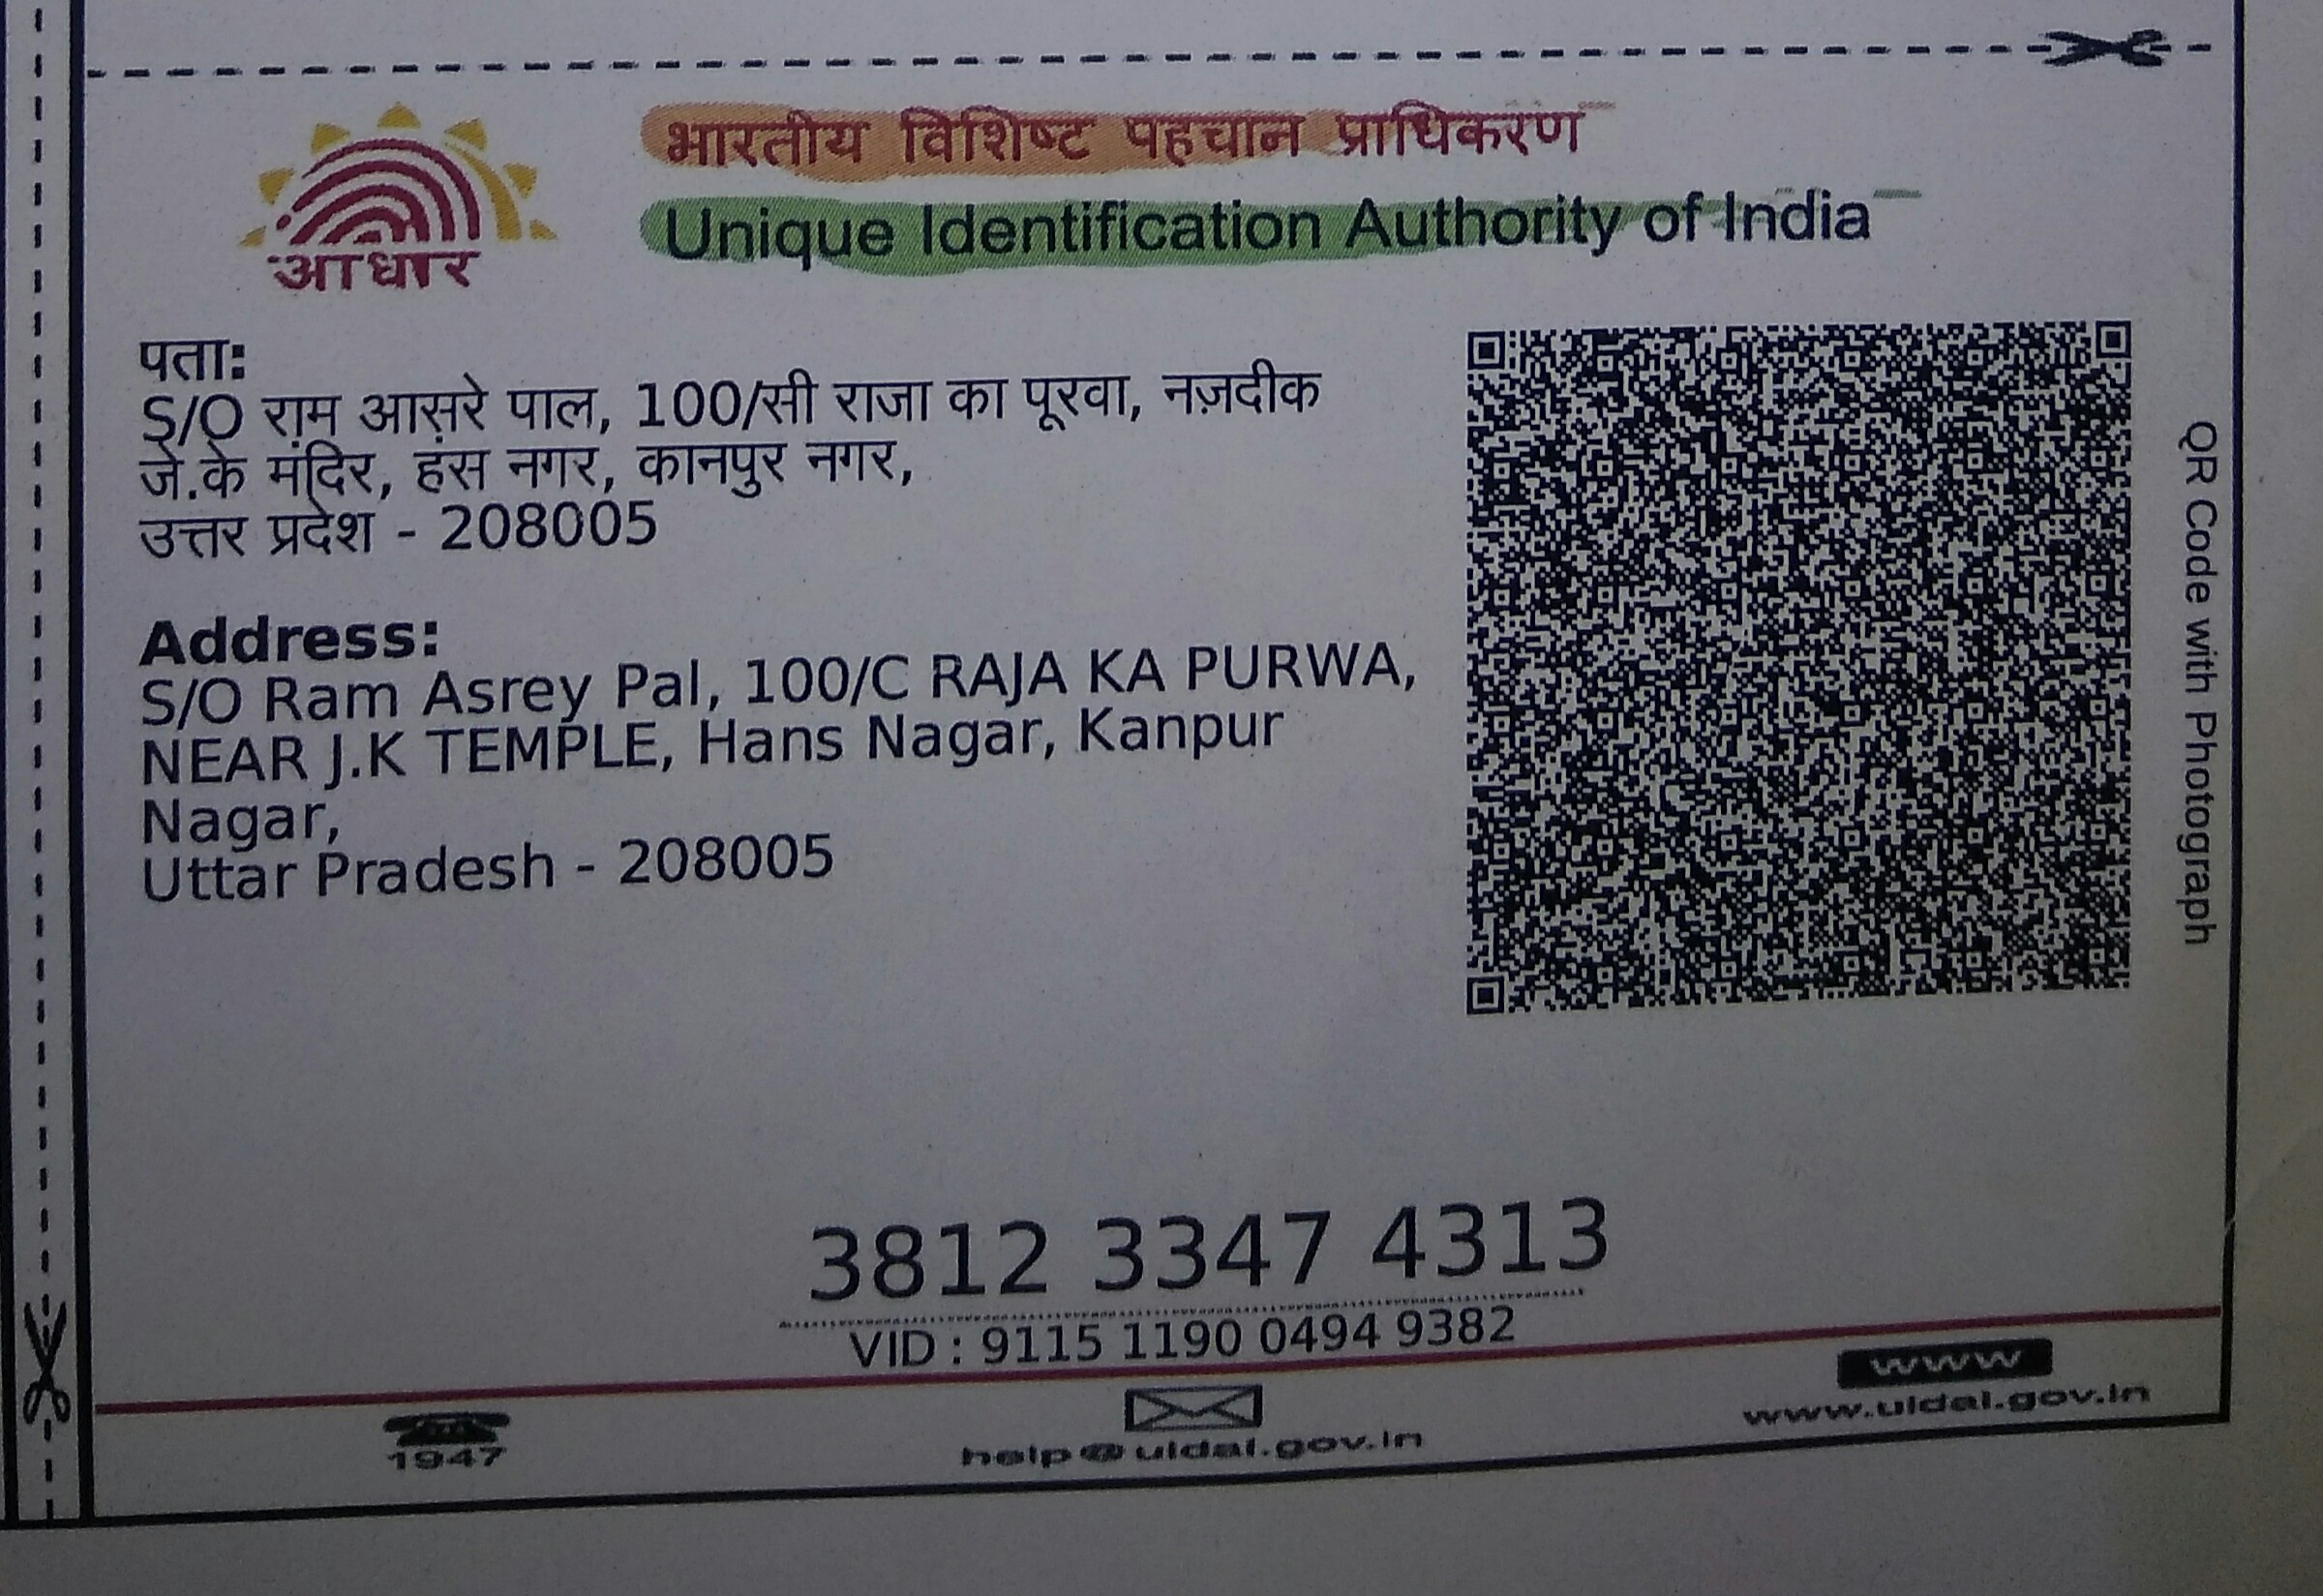 आधार
भारतीय विशिष्ट पहचान प्राधिकरण
Unique Identification Authority of India
पता:
S/O राम आसरे पाल, 100/सी राजा का पूरवा, नज़दीक
जे.के मंदिर, हंस नगर, कानपुर नगर,
उत्तर प्रदेश - 208005
Address:
S/O Ram Asrey Pal, 100/C RAJA KA PURWA,
NEAR J.K TEMPLE, Hans Nagar, Kanpur
Nagar,
Uttar Pradesh - 208005
QR Code with Photograph
3812 3347 4313
VID : 9115 1190 0494 9382
1947
help@uidai.gov.in
www
www.uidai.gov.in